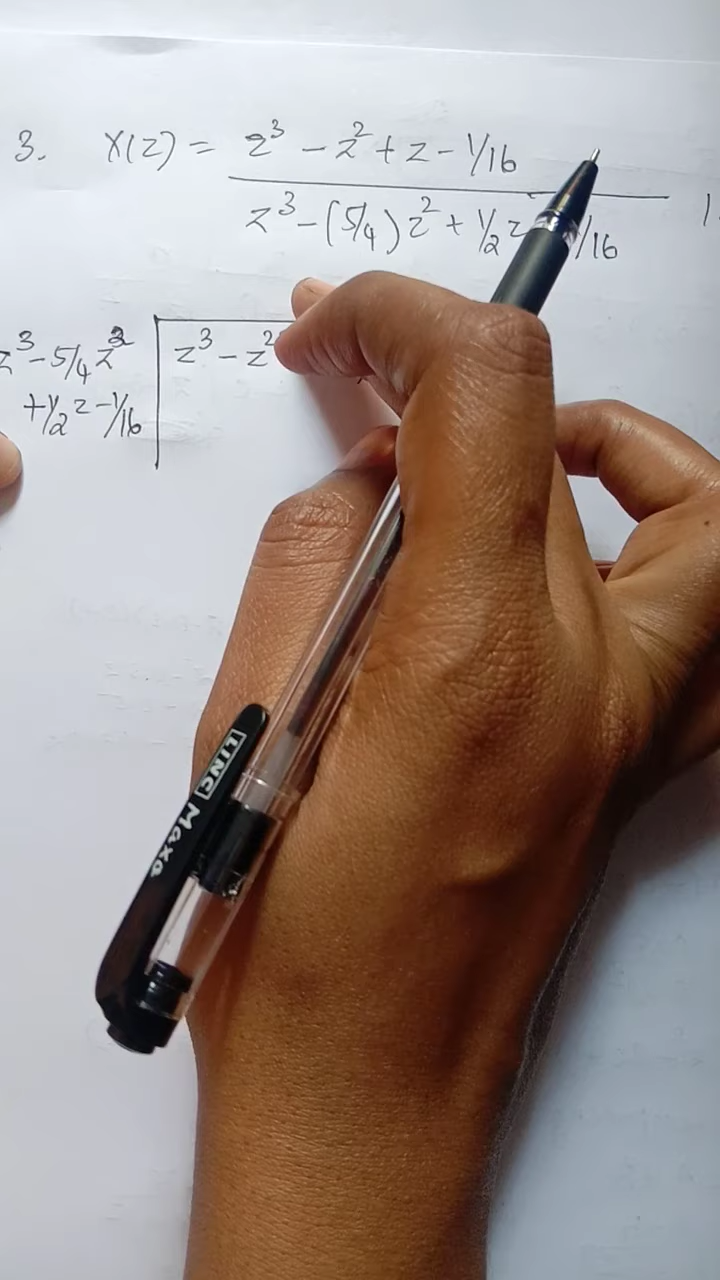 3. X(Z) = z³ - z² + z - 1/16
z³ - (5/4) z² + 1/2 z /16
1.
z³ - 5/4 z² z³ - z²
+ 1/2 z - 1/16
LINC Maxo